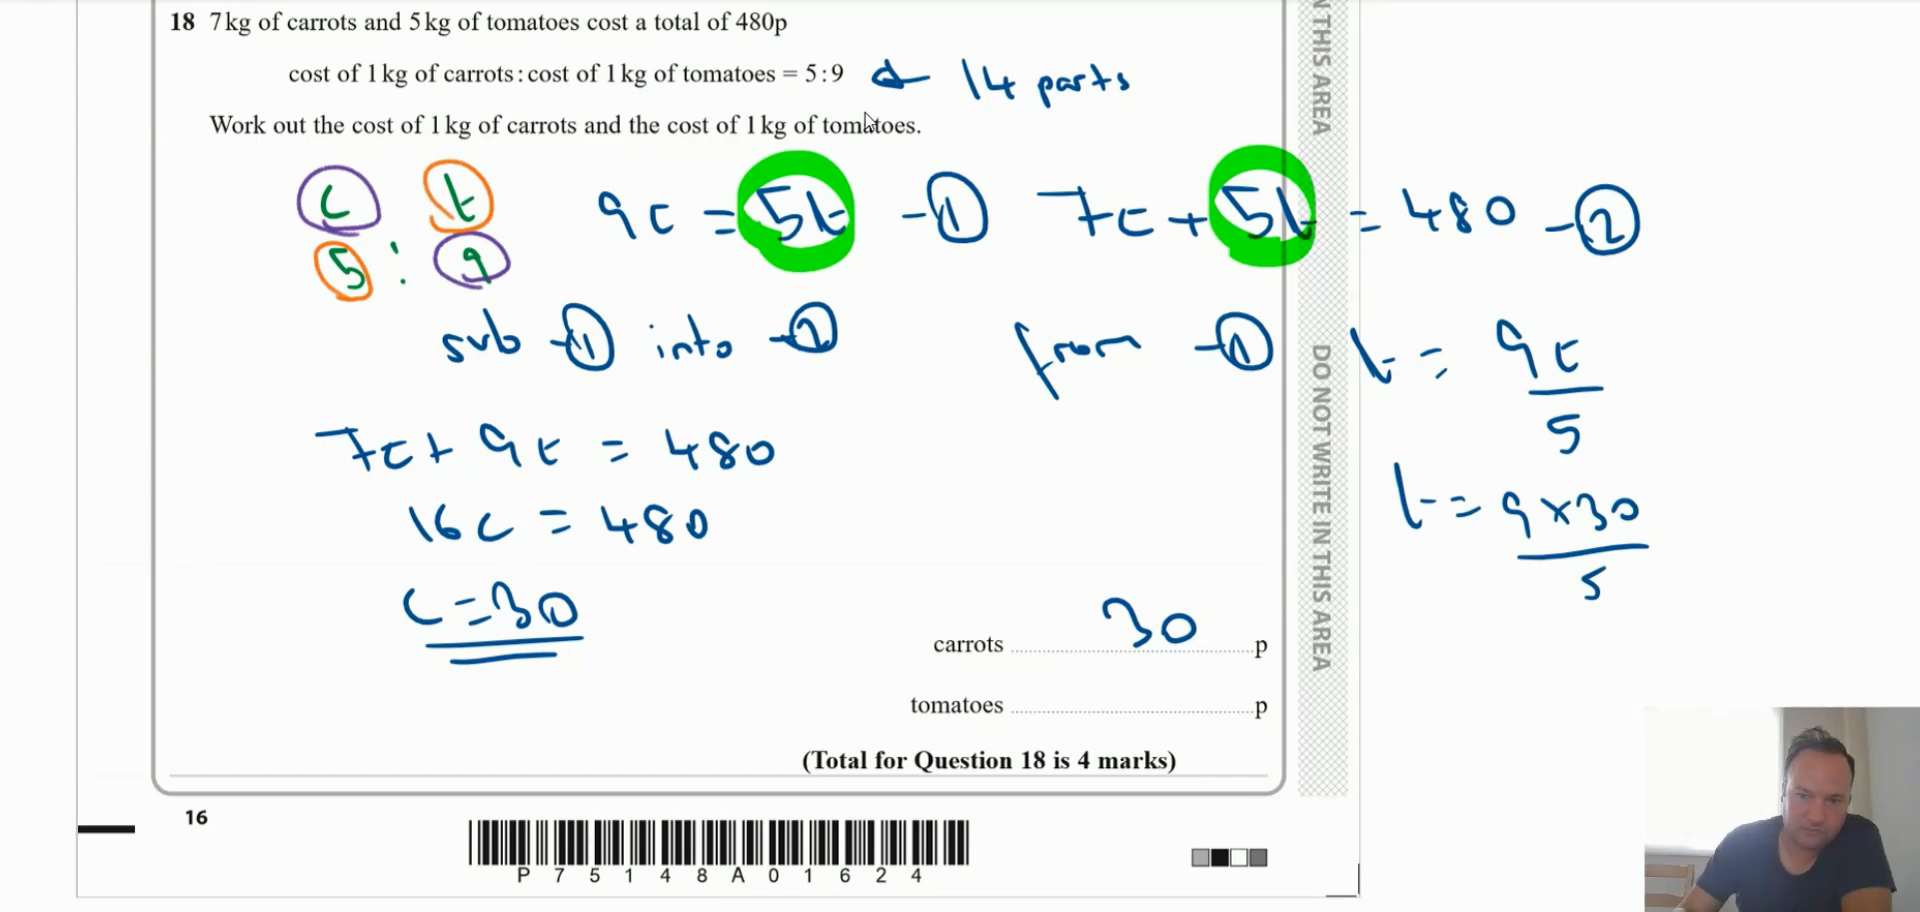 18 7 kg of carrots and 5 kg of tomatoes cost a total of 480p
cost of 1 kg of carrots : cost of 1 kg of tomatoes = 5 : 9
14 parts
Work out the cost of 1 kg of carrots and the cost of 1 kg of tomatoes.
c t
5 : 9
9c = 5t - ①
7c + 5t = 480 - ②
sub - ① into - ②
from - ① t = 9c/5
7c + 9c = 480
t = 9 × 30/5
16c = 480
c = 30
carrots 30 p
tomatoes p
(Total for Question 18 is 4 marks)
16
P 7 5 1 4 8 A 0 1 6 2 4
N THIS AREA
DO NOT WRITE IN THIS AREA